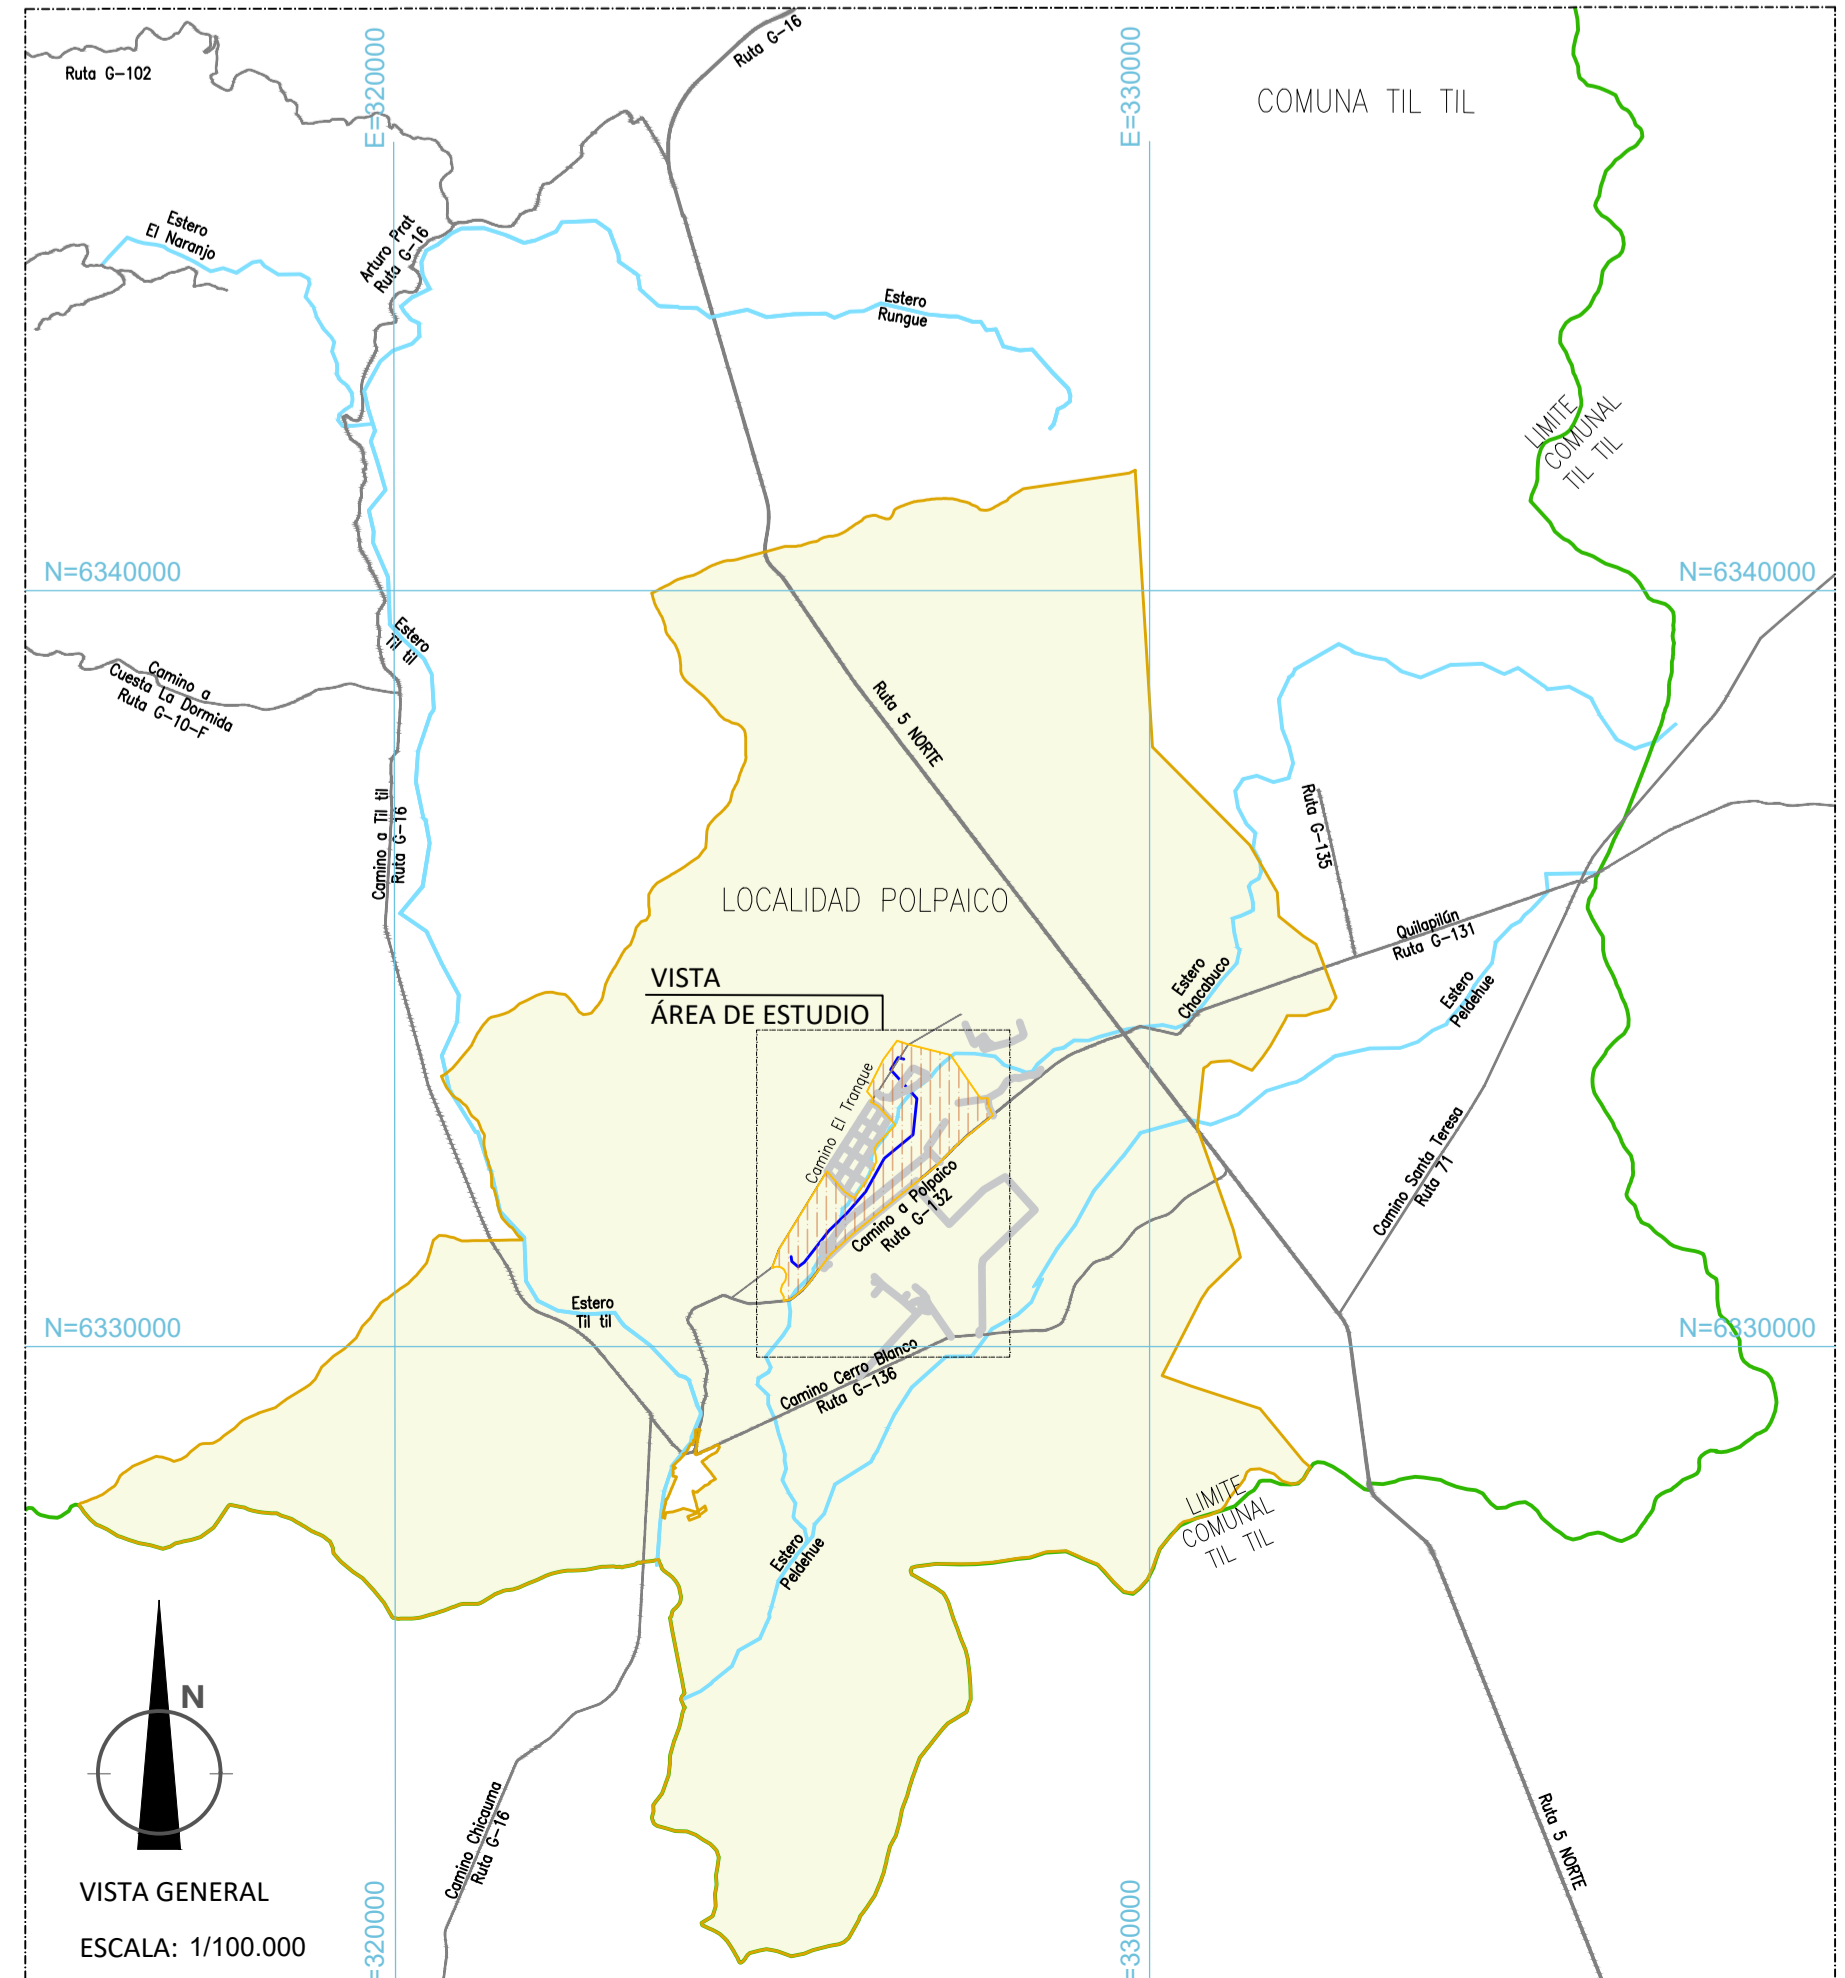 Ruta G-16
Ruta G-102
E=320000
E=330000
COMUNA TIL TIL
Estero
El Naranjo
Arturo Prat
Ruta G-16
Estero
Rungue
LIMITE
COMUNAL
TIL TIL
N=6340000
N=6340000
Estero
Til til
Camino a
Cuesta La Dormida
Ruta G-10-F
Ruta 5 NORTE
Camino a Til til
Ruta G-16
Ruta G-135
LOCALIDAD POLPAICO
Quilapilún
Ruta G-131
VISTA
ÁREA DE ESTUDIO
Estero
Chacabuco
Estero
Peldehue
Camino El Tranque
Camino a Polpaico
Ruta G-132
Camino Santa Teresa
Ruta 71
Estero
Til til
N=6330000
N=6330000
Camino Cerro Blanco
Ruta G-136
LIMITE
COMUNAL
TIL TIL
Estero
Peldehue
N
Camino Chicauma
Ruta G-16
Ruta 5 NORTE
VISTA GENERAL
ESCALA: 1/100.000
=320000
=330000